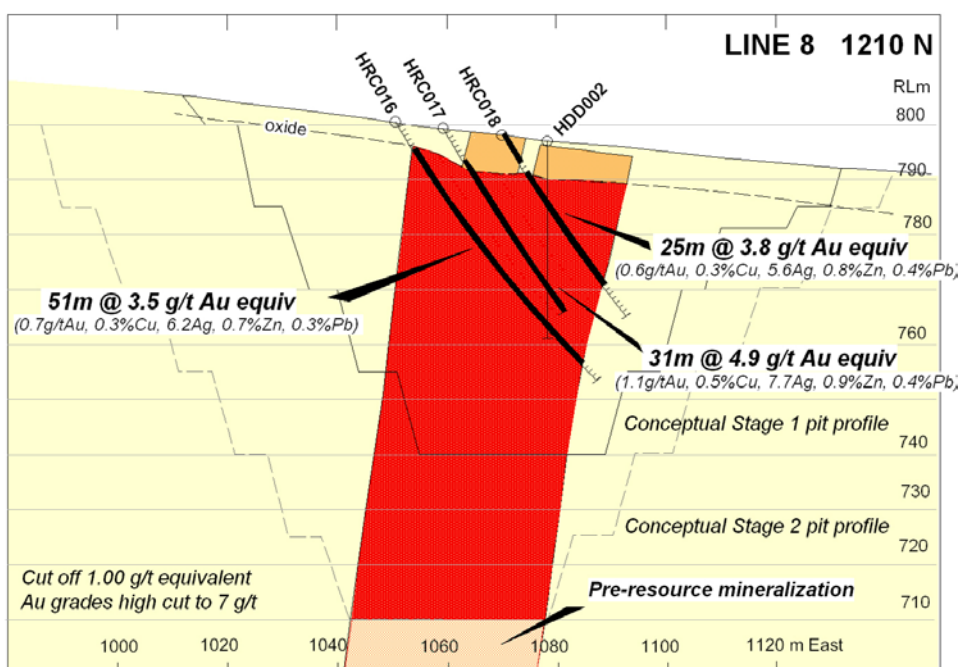 LINE 8 1210 N
RLm
HRC016
HRC017
HRC018
HDD002
oxide
800
790
780
25m @ 3.8 g/t Au equiv
(0.6g/tAu, 0.3%Cu, 5.6Ag, 0.8%Zn, 0.4%Pb)
770
51m @ 3.5 g/t Au equiv
(0.7g/tAu, 0.3%Cu, 6.2Ag, 0.7%Zn, 0.3%Pb)
760
31m @ 4.9 g/t Au equiv
(1.1g/tAu, 0.5%Cu, 7.7Ag, 0.9%Zn, 0.4%Pb)
Conceptual Stage 1 pit profile
740
730
Conceptual Stage 2 pit profile
720
Cut off 1.00 g/t equivalent
Au grades high cut to 7 g/t
Pre-resource mineralization
710
1000 1020 1040 1060 1080 1100 1120 m East